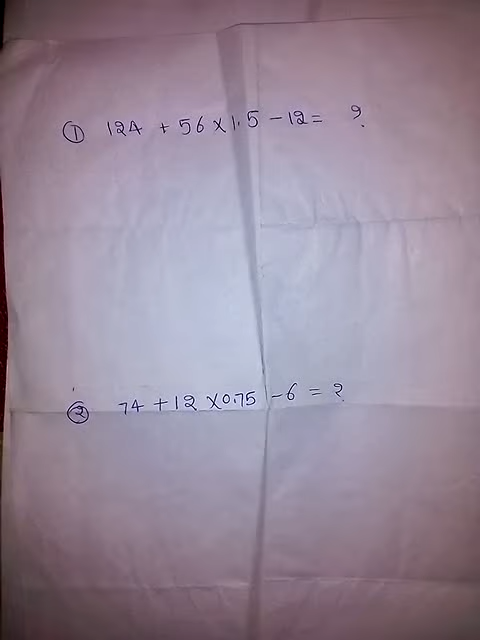 ① 124 + 56 × 1.5 - 12 = ?
② 74 + 12 × 0.75 - 6 = ?